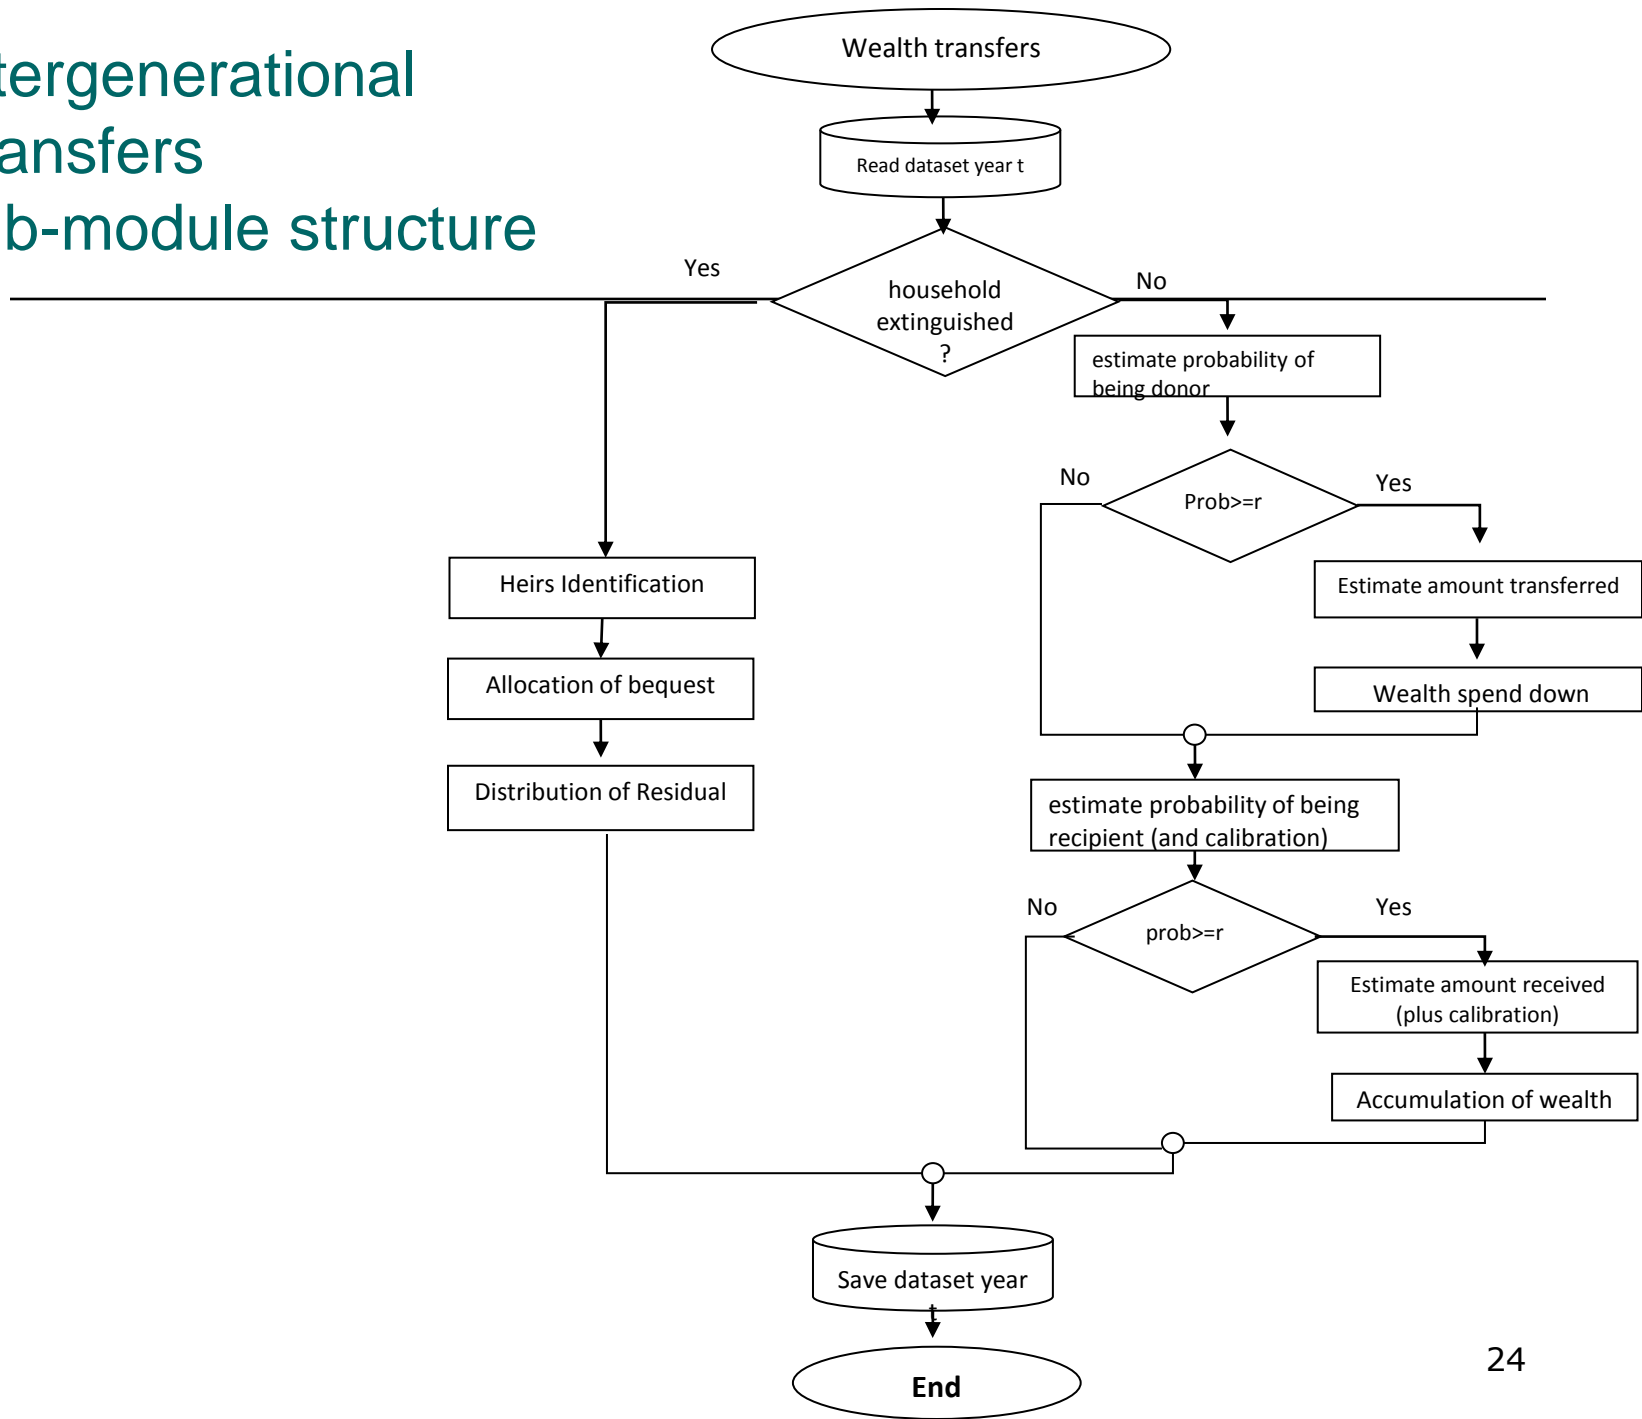 tergenerational
ansfers
b-module structure
Wealth transfers
Read dataset year t
Yes
No
household
extinguished
?
estimate probability of
being donor
No
Yes
Prob>=r
Heirs Identification
Estimate amount transferred
Allocation of bequest
Wealth spend down
Distribution of Residual
estimate probability of being
recipient (and calibration)
No
Yes
prob>=r
Estimate amount received
(plus calibration)
Accumulation of wealth
Save dataset year
t
End
24